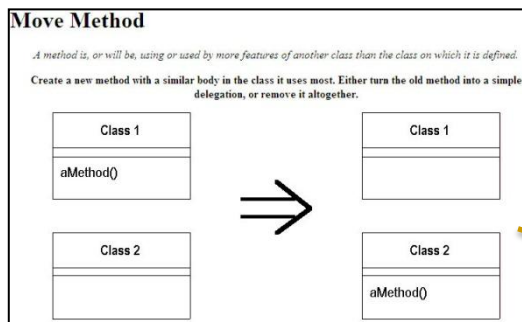 Move Method
A method is, or will be, using or used by more features of another class than the class on which it is defined.
Create a new method with a similar body in the class it uses most. Either turn the old method into a simple
delegation, or remove it altogether.
Class 1
aMethod()
Class 2
Class 1
Class 2
aMethod()